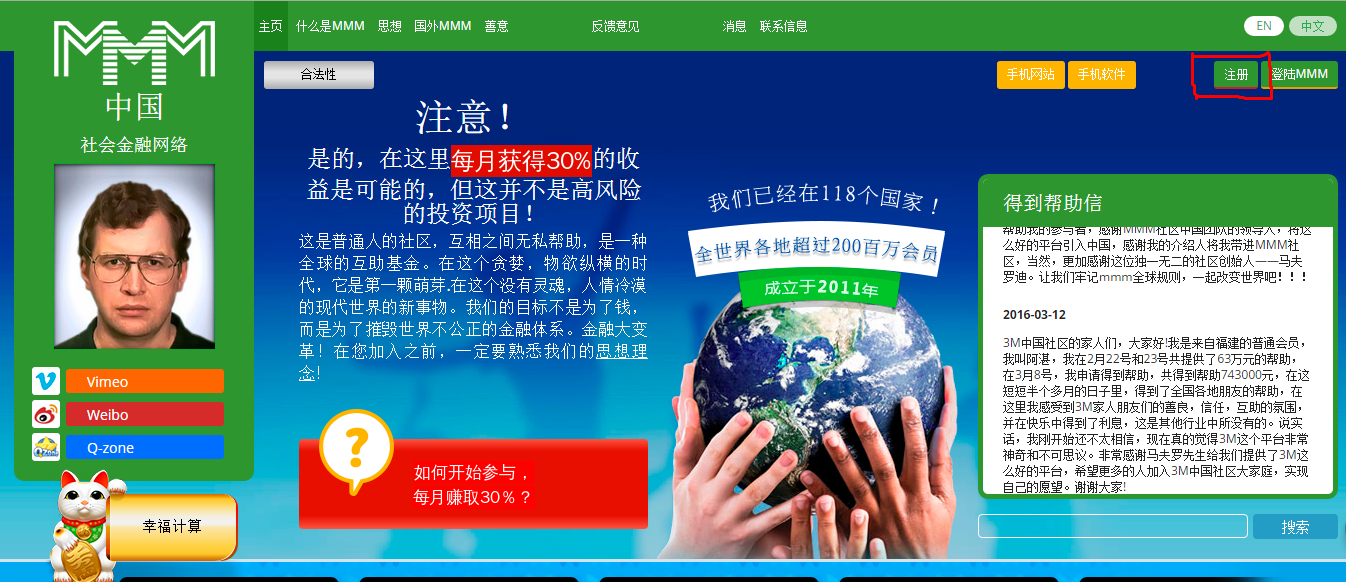 主页 什么是MMM 思想 国外MMM 善意 反馈意见 消息 联系信息 EN 中文
MMM
中国
社会金融网络
Vimeo
Weibo
Q-zone
幸福计算
合法性
手机网站 手机软件 注册 登陆MMM
注意！
是的，在这里每月获得30%的收
益是可能的，但这并不是高风险
的投资项目！
这是普通人的社区，互相之间无私帮助，是一种
全球的互助基金。在这个贪婪，物欲纵横的时
代，它是第一颗萌芽.在这个没有灵魂，人情冷漠
的现代世界的新事物。我们的目标不是为了钱，
而是为了摧毁世界不公正的金融体系。金融大变
革！在您加入之前，一定要熟悉我们的思想理
念！
?
如何开始参与，
每月赚取30％？
我们已经在118个国家！
全世界各地超过200百万会员
成立于2011年
得到帮助信
帮助我的参与者，感谢MMM社区中国团队的领导人，将这
么好的平台引入中国，感谢我的介绍人将我带进MMM社
区，当然，更加感谢这位独一无二的社区创始人——马夫
罗迪。让我们牢记mmm全球规则，一起改变世界吧！！！
2016-03-12
3M中国社区的家人们，大家好!我是来自福建的普通会员，
我叫阿湛，我在2月22号和23号共提供了63万元的帮助，
在3月8号，我申请得到帮助，共得到帮助743000元，在这
短短半个多月的日子里，得到了全国各地朋友的帮助，在
这里我感受到3M家人朋友们的善良，信任，互助的氛围，
并在快乐中得到了利息，这是其他行业中所没有的。说实
话，我刚开始还不太相信，现在真的觉得3M这个平台非常
神奇和不可思议。非常感谢马夫罗先生给我们提供了3M这
么好的平台，希望更多的人加入3M中国社区大家庭，实现
自己的愿望。谢谢大家!
搜索